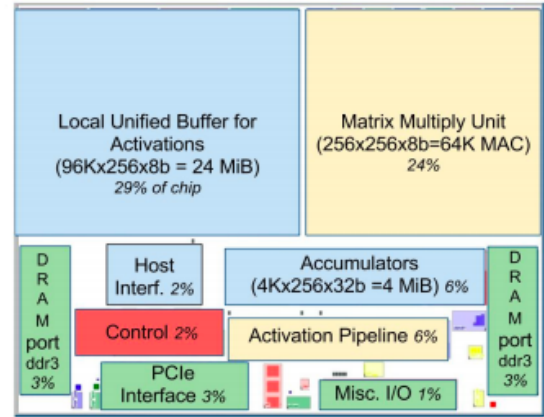 Local Unified Buffer for
Activations
(96Kx256x8b = 24 MiB)
29% of chip
Matrix Multiply Unit
(256x256x8b=64K MAC)
24%
D
R
A
M
port
ddr3
3%
Host
Interf. 2%
Accumulators
(4Kx256x32b =4 MiB) 6%
D
R
A
M
port
ddr3
3%
Control 2%
Activation Pipeline 6%
PCIe
Interface 3%
Misc. I/O 1%